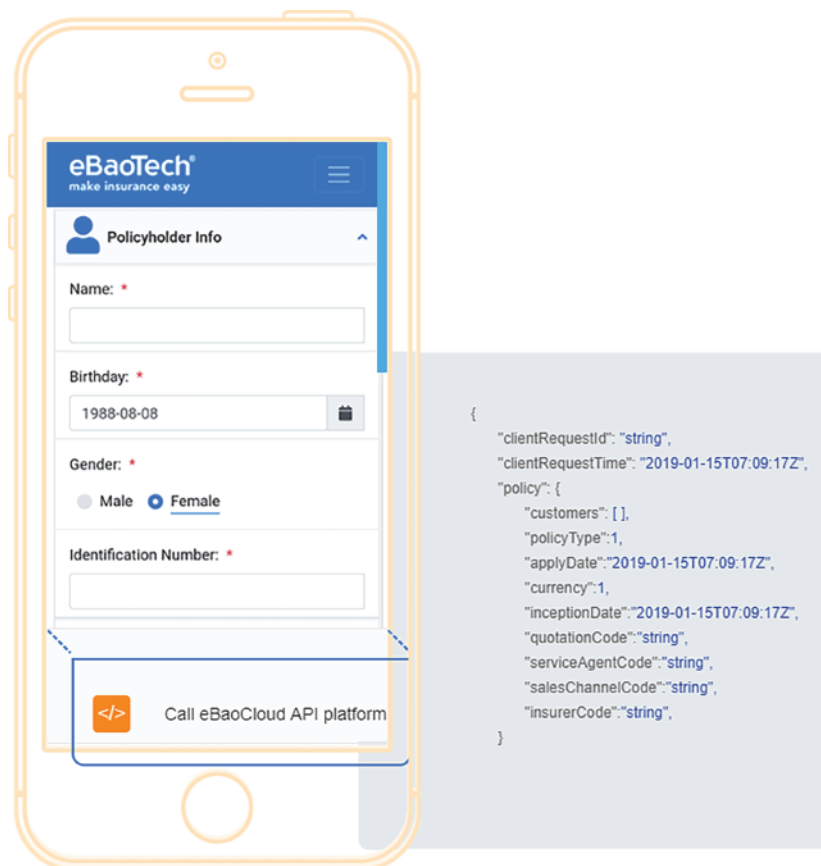 eBaoTech®
make insurance easy
Policyholder Info
Name: *
Birthday: *
1988-08-08
Gender: *
Male Female
Identification Number: *
</> Call eBaoCloud API platform
{
"clientRequestId": "string",
"clientRequestTime": "2019-01-15T07:09:17Z",
"policy": {
"customers": [ ],
"policyType":1,
"applyDate":"2019-01-15T07:09:17Z",
"currency":1,
"inceptionDate":"2019-01-15T07:09:17Z",
"quotationCode":"string",
"serviceAgentCode":"string",
"salesChannelCode":"string",
"insurerCode":"string",
}